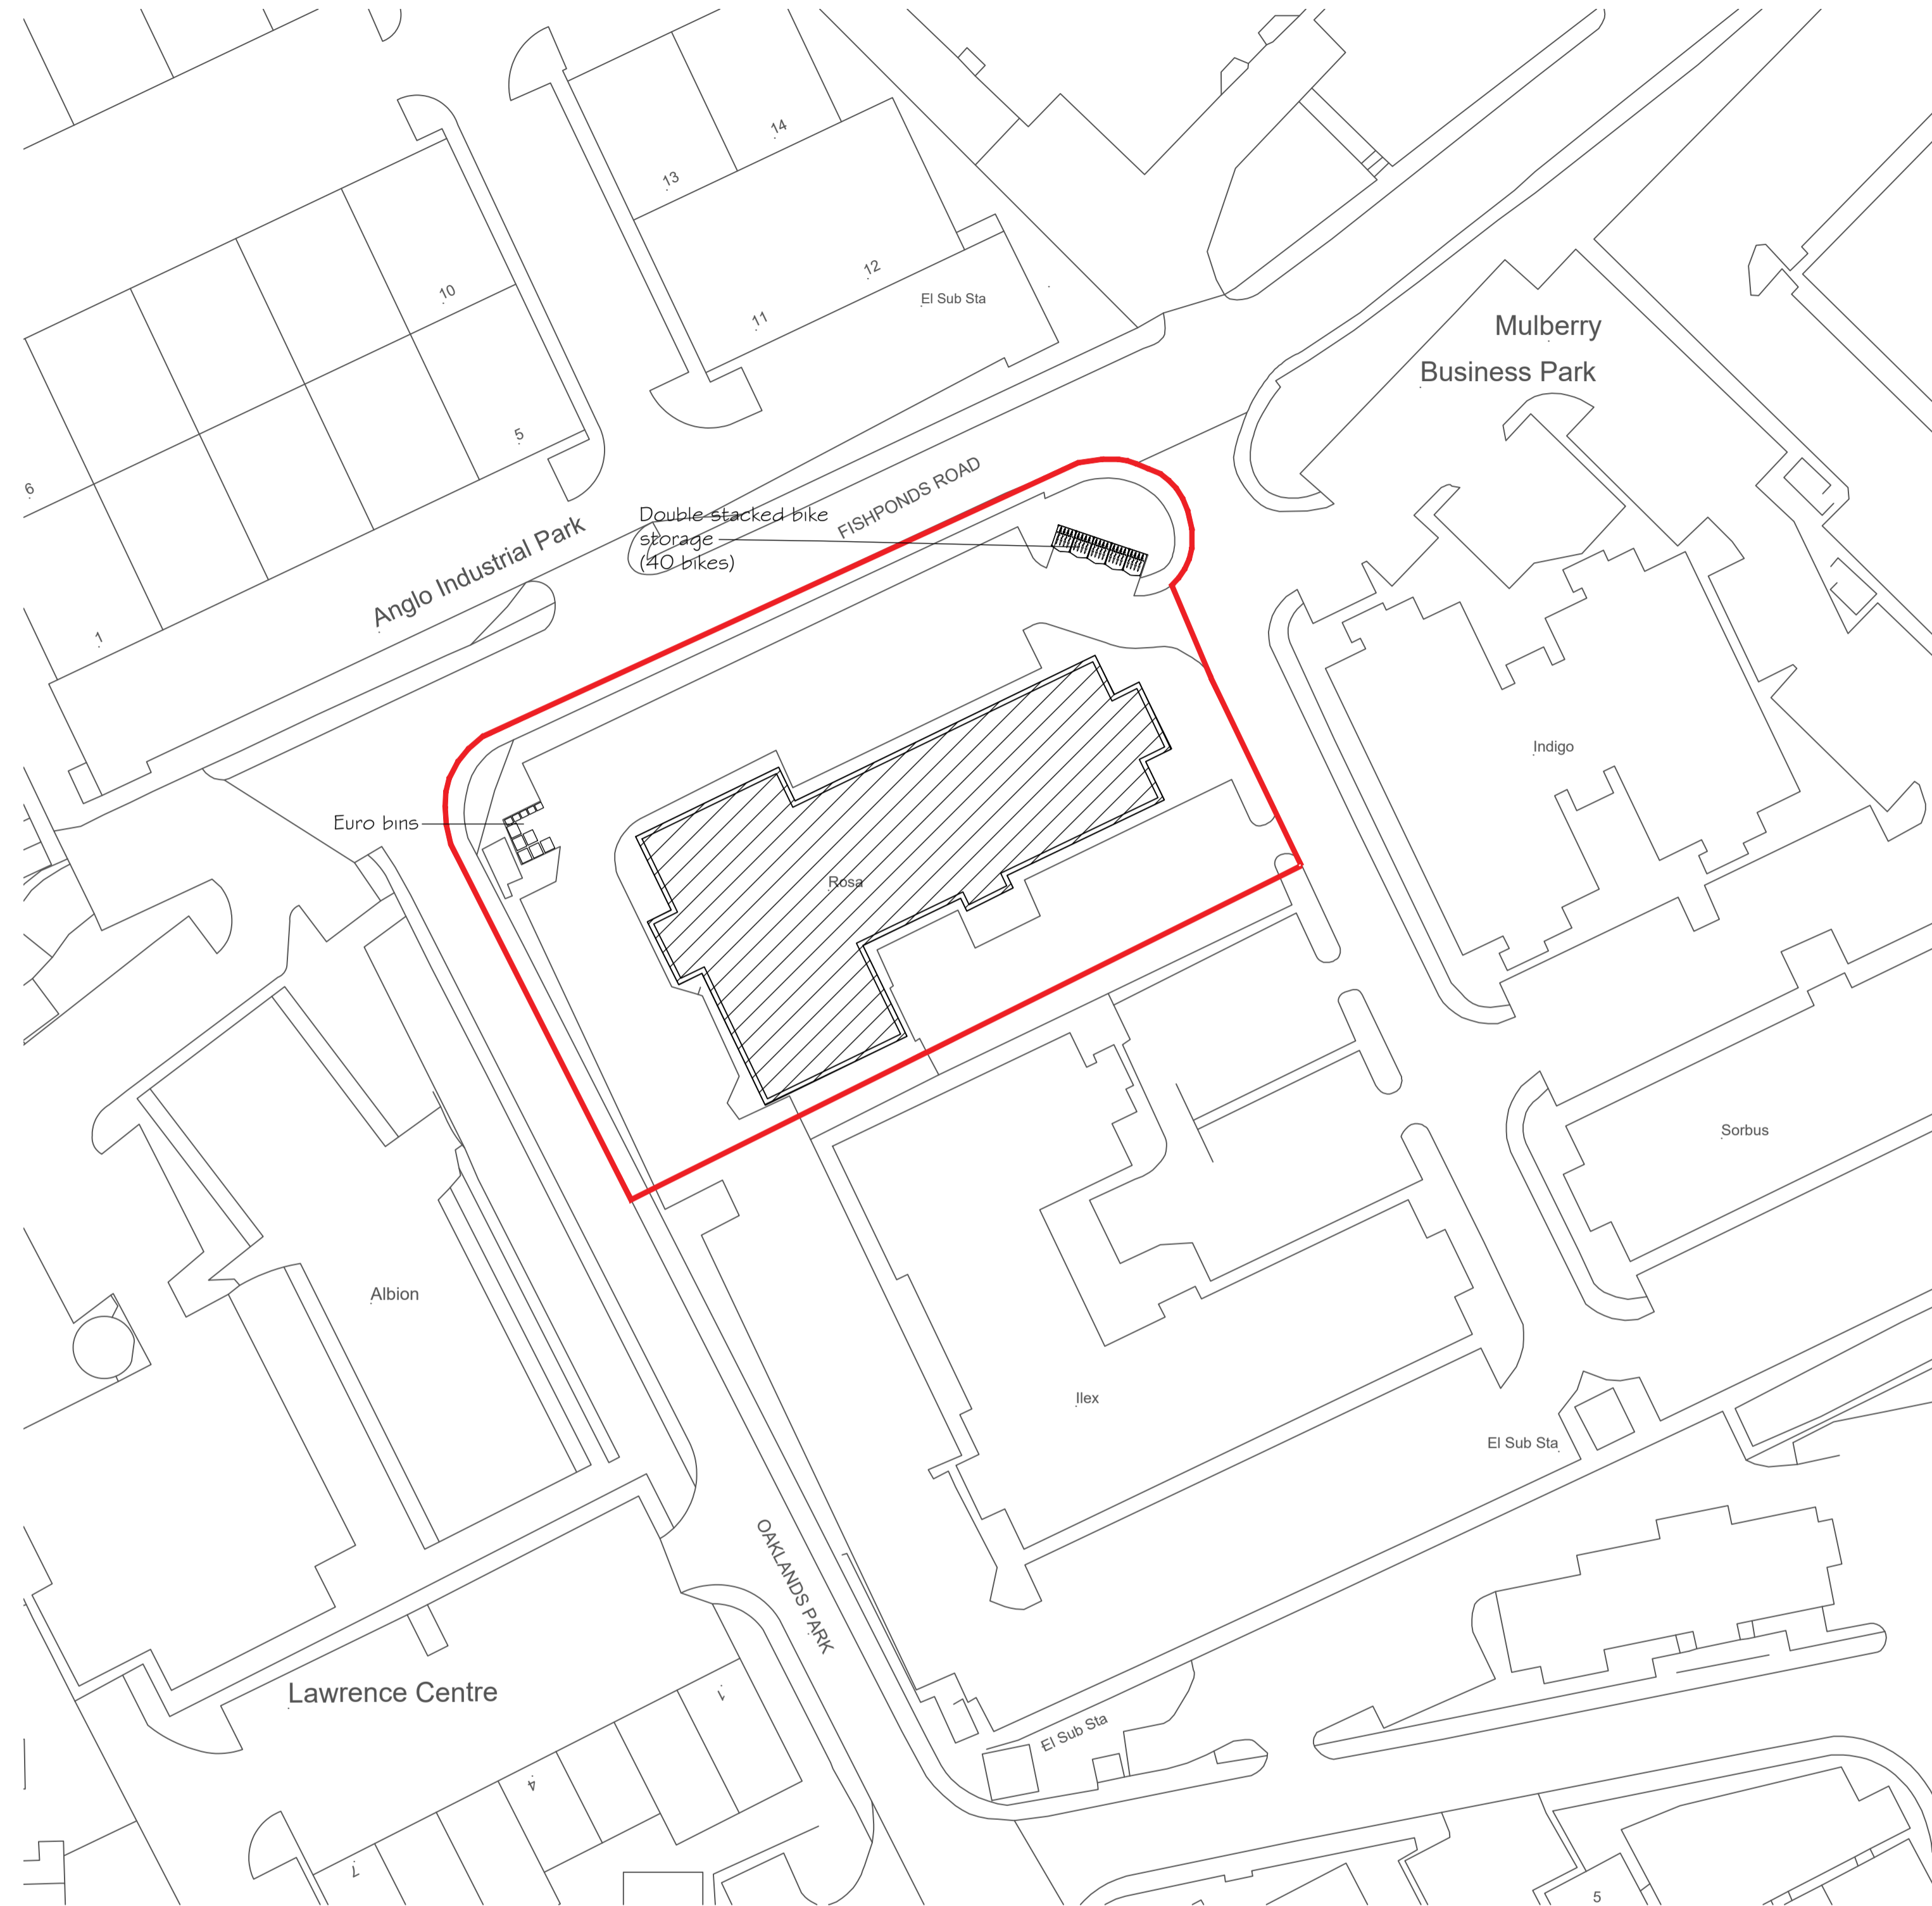 14
13
12
El Sub Sta
11
10
5
6
1
Mulberry
Business Park
FISHPONDS ROAD
Double stacked bike
storage
(40 bikes)
Anglo Industrial Park
Euro bins
Rosa
Indigo
Sorbus
Albion
Ilex
El Sub Sta
OAKLANDS PARK
Lawrence Centre
El Sub Sta
1
4
7
5